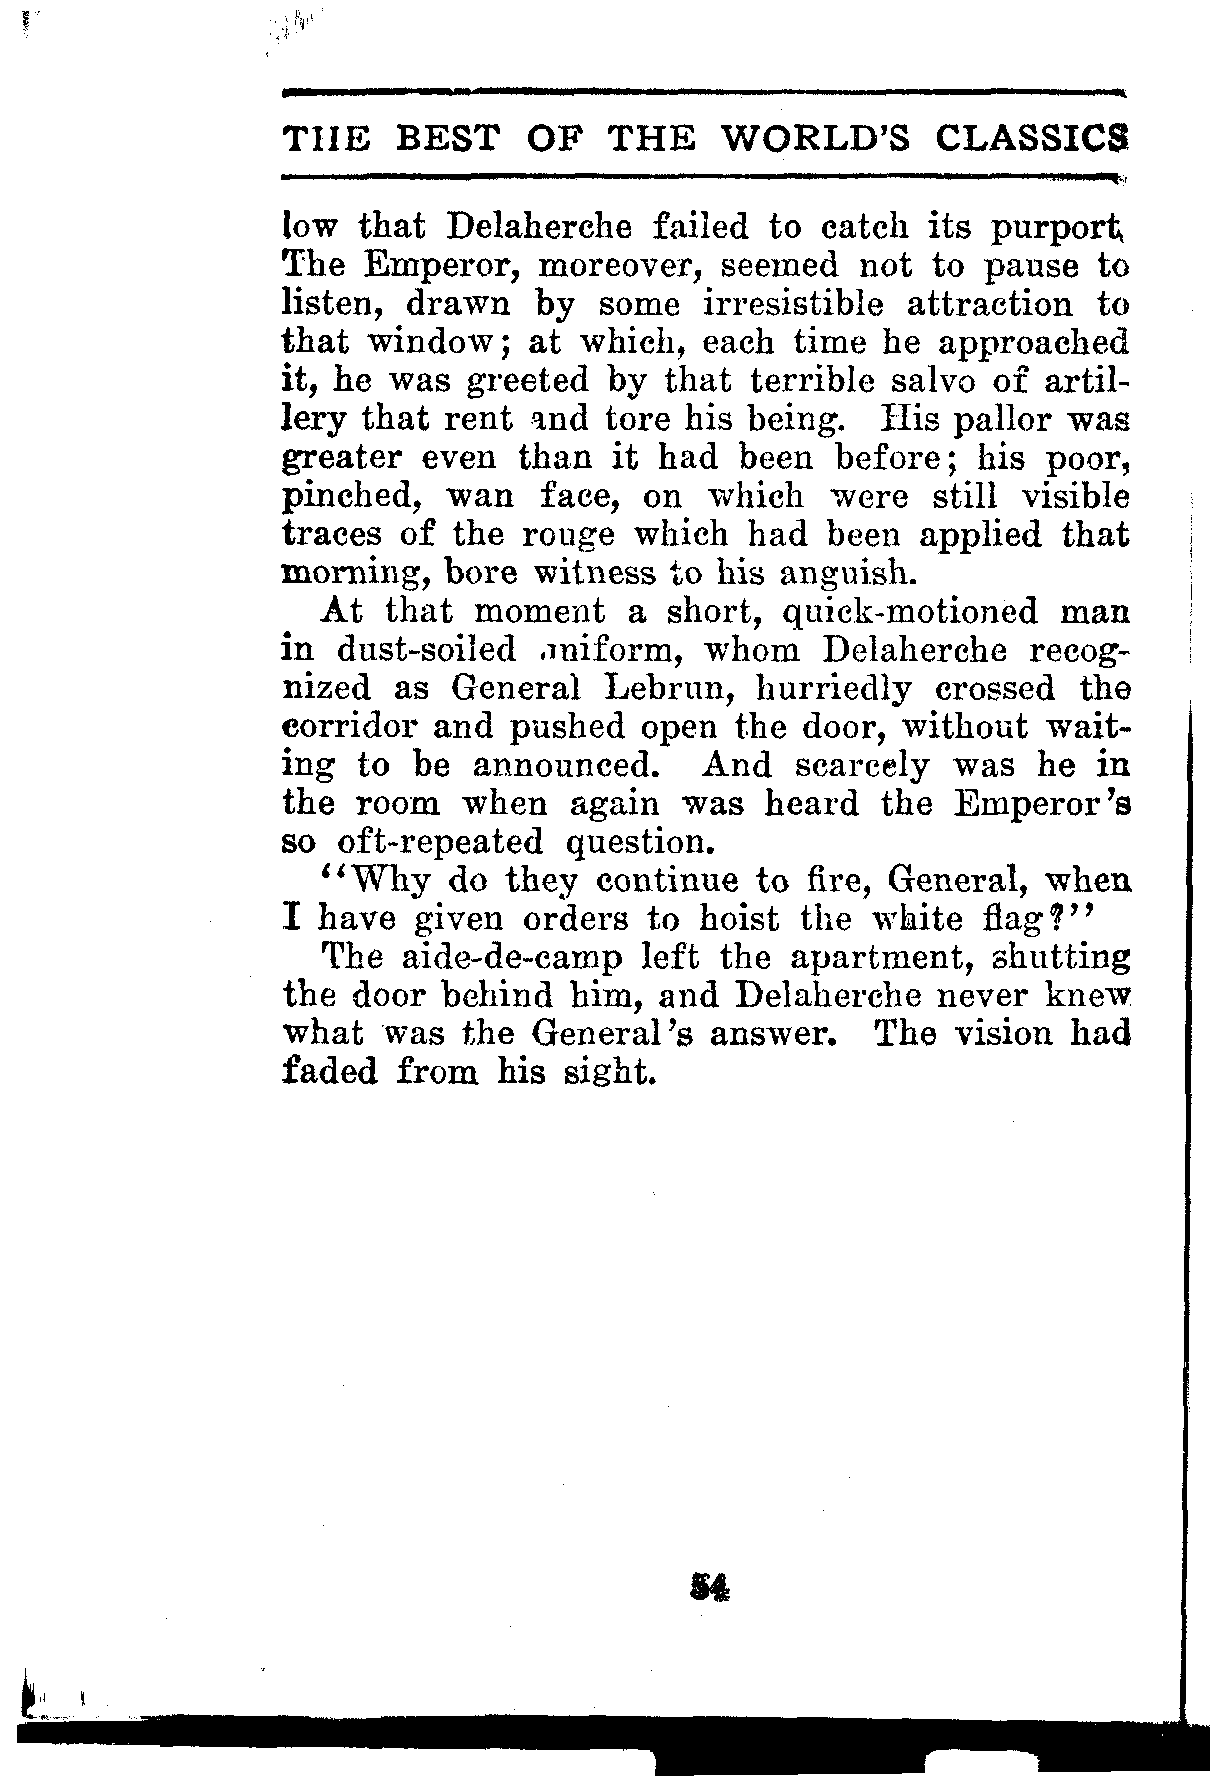 THE BEST OF THE WORLD'S CLASSICS
low that Delaherche failed to catch its purport.
The Emperor, moreover, seemed not to pause to
listen, drawn by some irresistible attraction to
that window; at which, each time he approached
it, he was greeted by that terrible salvo of artil-
lery that rent and tore his being. His pallor was
greater even than it had been before; his poor,
pinched, wan face, on which were still visible
traces of the rouge which had been applied that
morning, bore witness to his anguish.
At that moment a short, quick-motioned man
in dust-soiled uniform, whom Delaherche recog-
nized as General Lebrun, hurriedly crossed the
corridor and pushed open the door, without wait-
ing to be announced. And scarcely was he in
the room when again was heard the Emperor's
so oft-repeated question.
"Why do they continue to fire, General, when
I have given orders to hoist the white flag?"
The aide-de-camp left the apartment, shutting
the door behind him, and Delaherche never knew
what was the General's answer. The vision had
faded from his sight.
54